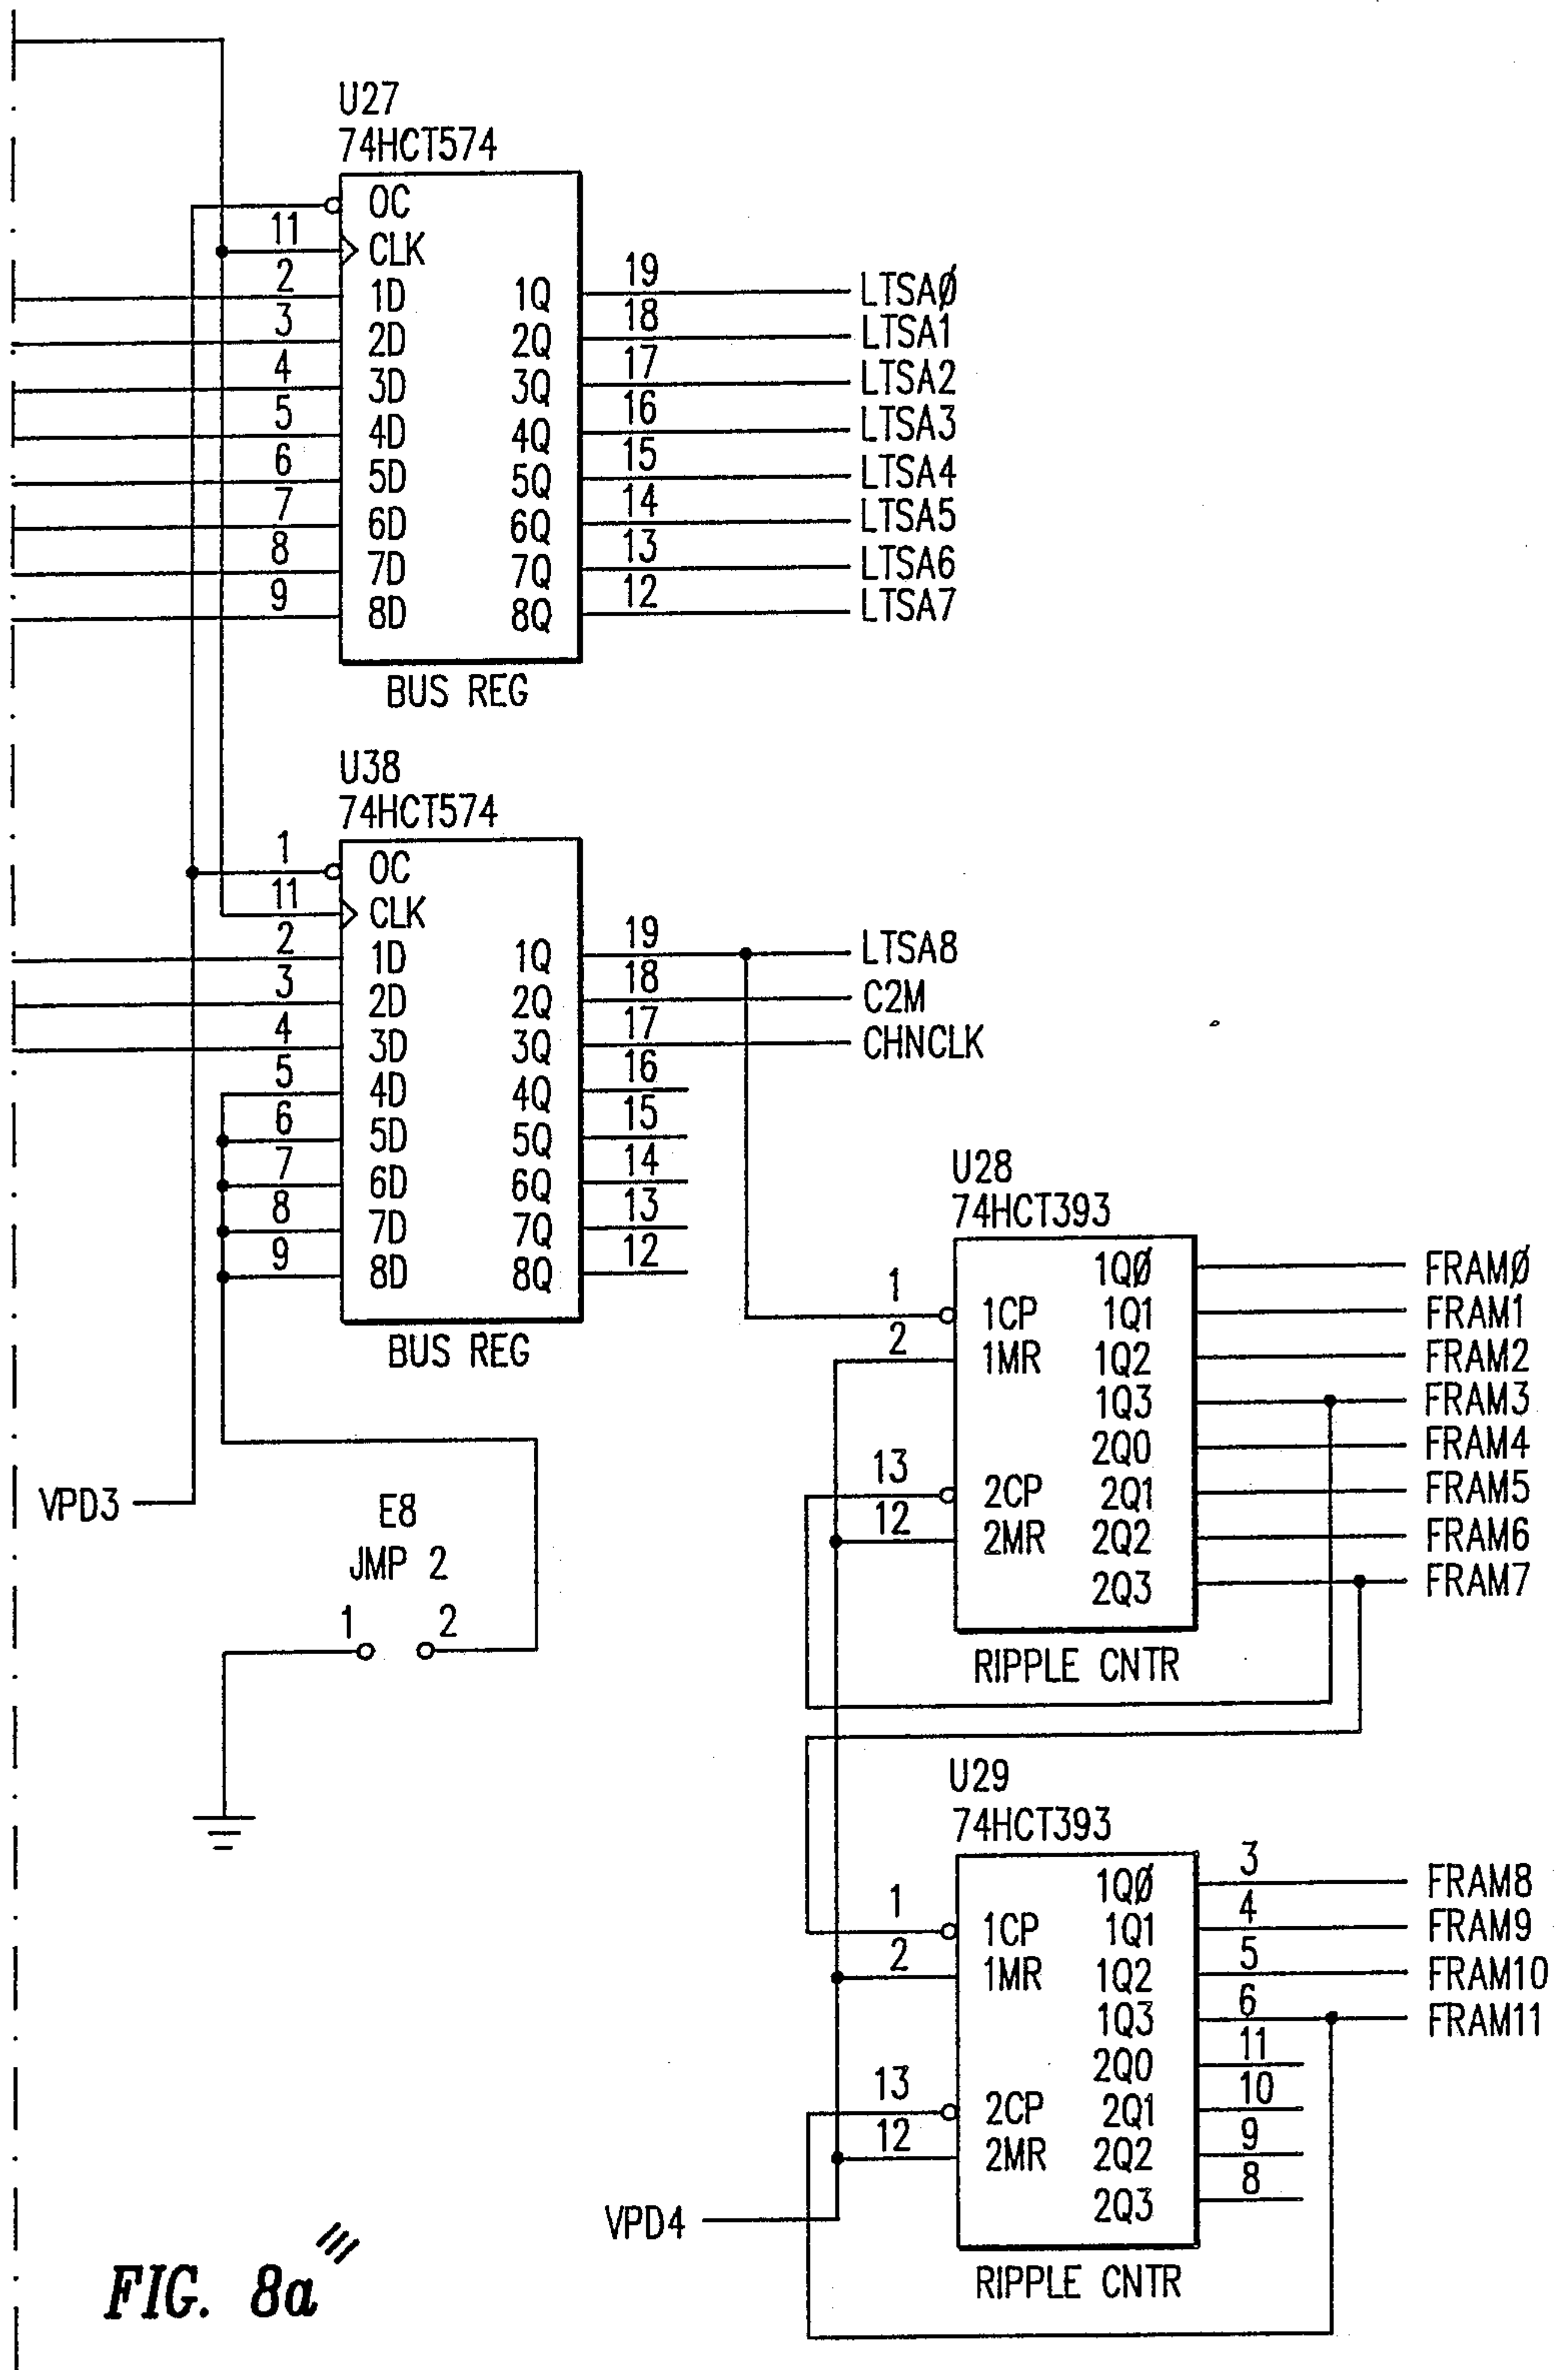 U27
74HCT574
OC
11 CLK
2 1D 1Q 19 LTSAØ
3 2D 2Q 18 LTSA1
4 3D 3Q 17 LTSA2
5 4D 4Q 16 LTSA3
6 5D 5Q 15 LTSA4
7 6D 6Q 14 LTSA5
8 7D 7Q 13 LTSA6
9 8D 8Q 12 LTSA7
BUS REG
U38
74HCT574
1 OC
11 CLK
2 1D 1Q 19 LTSA8
3 2D 2Q 18 C2M
4 3D 3Q 17 CHNCLK
5 4D 4Q 16
6 5D 5Q 15
7 6D 6Q 14
8 7D 7Q 13
9 8D 8Q 12
BUS REG
VPD3
E8
JMP 2
1 2
U28
74HCT393
1QØ FRAMØ
1 1CP 1Q1 FRAM1
2 1MR 1Q2 FRAM2
1Q3 FRAM3
2Q0 FRAM4
13 2CP 2Q1 FRAM5
12 2MR 2Q2 FRAM6
2Q3 FRAM7
RIPPLE CNTR
U29
74HCT393
1QØ 3 FRAM8
1 1CP 1Q1 4 FRAM9
2 1MR 1Q2 5 FRAM10
1Q3 6 FRAM11
2Q0 11
13 2CP 2Q1 10
12 2MR 2Q2 9
2Q3 8
RIPPLE CNTR
VPD4
FIG. 8a'''